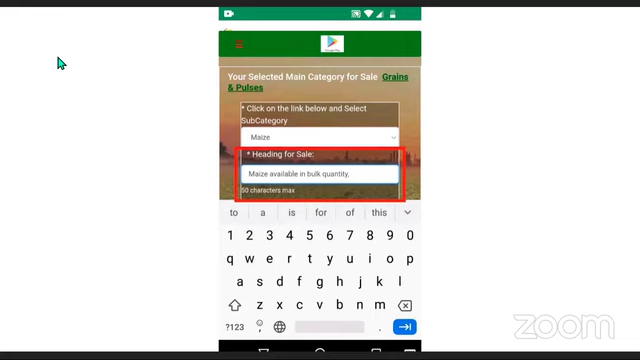 Google Play
Your Selected Main Category for Sale Grains
& Pulses
* Click on the link below and Select
SubCategory
Maize
* Heading for Sale:
Maize available in bulk quantity,
50 characters max
to a is for of this
1 2 3 4 5 6 7 8 9 0
q w e r t y u i o p
a s d f g h j k l
z x c v b n m
?123 , .
zoom